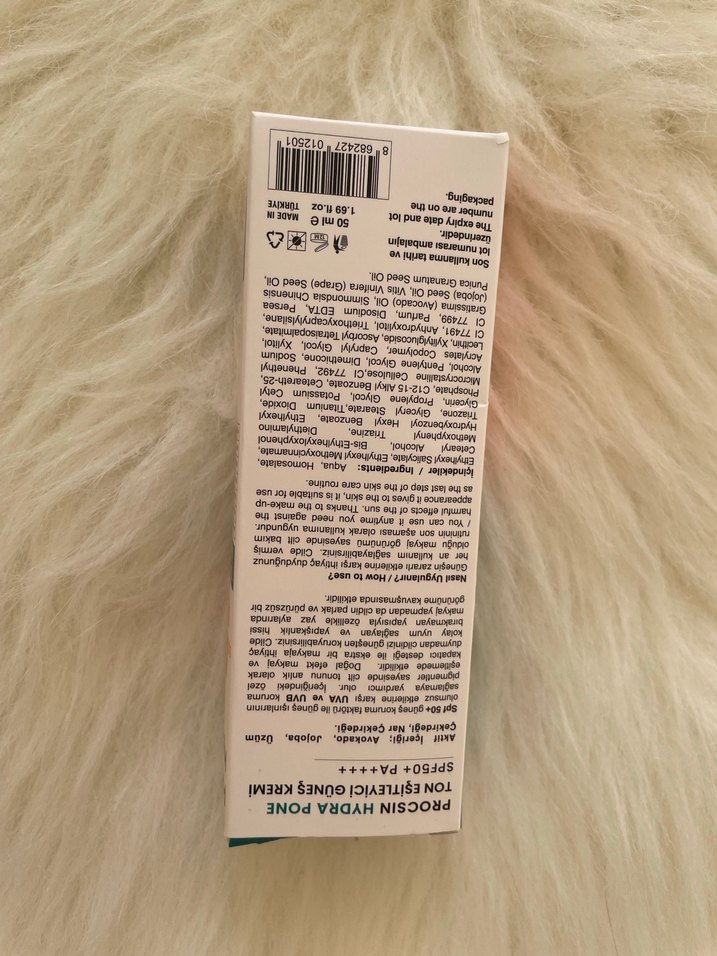 PROCSIN HYDRA PONE
TON EŞİTLEYİCİ GÜNEŞ KREMİ
SPF50+ PA++++
Aktif İçeriği; Avokado, Jojoba, Üzüm
Çekirdeği, Nar Çekirdeği.
Spf 50+ güneş koruma faktörü ile güneş ışınlarının
olumsuz etkilerine karşı UVA ve UVB koruma
sağlamaya yardımcı olur. İçeriğindeki özel
pigmentler sayesinde cilt tonunu anlık olarak
eşitlemede etkilidir. Doğal efekt makyaj ve
kapatıcı desteği ile ekstra bir makyaja ihtiyaç
duymadan cildinizi güneşten koruyabilirsiniz. Cilde
kolay uyum sağlayan ve yapışkanlık hissi
bırakmayan yapısıyla özellikle yaz aylarında
makyaj yapmadan da cildin parlak ve pürüzsüz bir
görünüme kavuşmasında etkilidir.
Nasıl Uygulanır? / How to use?
Güneşin zararlı etkilerine karşı ihtiyaç duyduğunuz
her an kullanım sağlayabilirsiniz. Cilde vermiş
olduğu makyaj görünümü sayesinde cilt bakım
rutinin son aşaması olarak kullanıma uygundur.
/ You can use it anytime you need against the
harmful effects of the sun. Thanks to the make-up
appearance it gives to the skin, it is suitable for use
as the last step of the skin care routine.
İçindekiler / Ingredients: Aqua, Homosalate,
Ethylhexyl Salicylate, Ethylhexyl Methoxycinnamate,
Cetearyl Alcohol, Bis-Ethylhexyloxyphenol
Methoxyphenyl Triazine, Diethylamino
Hydroxybenzoyl Hexyl Benzoate, Ethylhexyl
Triazone, Glyceryl Stearate,Titanium Dioxide,
Glycerin, Propylene Glycol, Potassium Cetyl
Phosphate, C12-15 Alkyl Benzoate, Ceteareth-25,
Microcrystalline Cellulose,CI 77492, Phenethyl
Alcohol, Pentylene Glycol, Dimethicone, Sodium
Acrylates Copolymer, Caprylyl Glycol, Xylitol,
Lecithin, Xylitylglucoside, Ascorbyl Tetraisopalmitate,
CI 77491, Anhydroxylitol, Triethoxycaprylylsilane,
CI 77499, Parfum, Disodium EDTA, Persea
Gratissima (Avocado) Oil, Simmondsia Chinensis
(Jojoba) Seed Oil, Vitis Vinifera (Grape) Seed Oil,
Punica Granatum Seed Oil.
Son kullanma tarihi ve
lot numarası ambalajın
üzerindedir.
The expiry date and lot
number are on the
packaging.
12M
50 ml ℮
1.69 fl.oz
MADE IN
TÜRKİYE
8 682427 012501